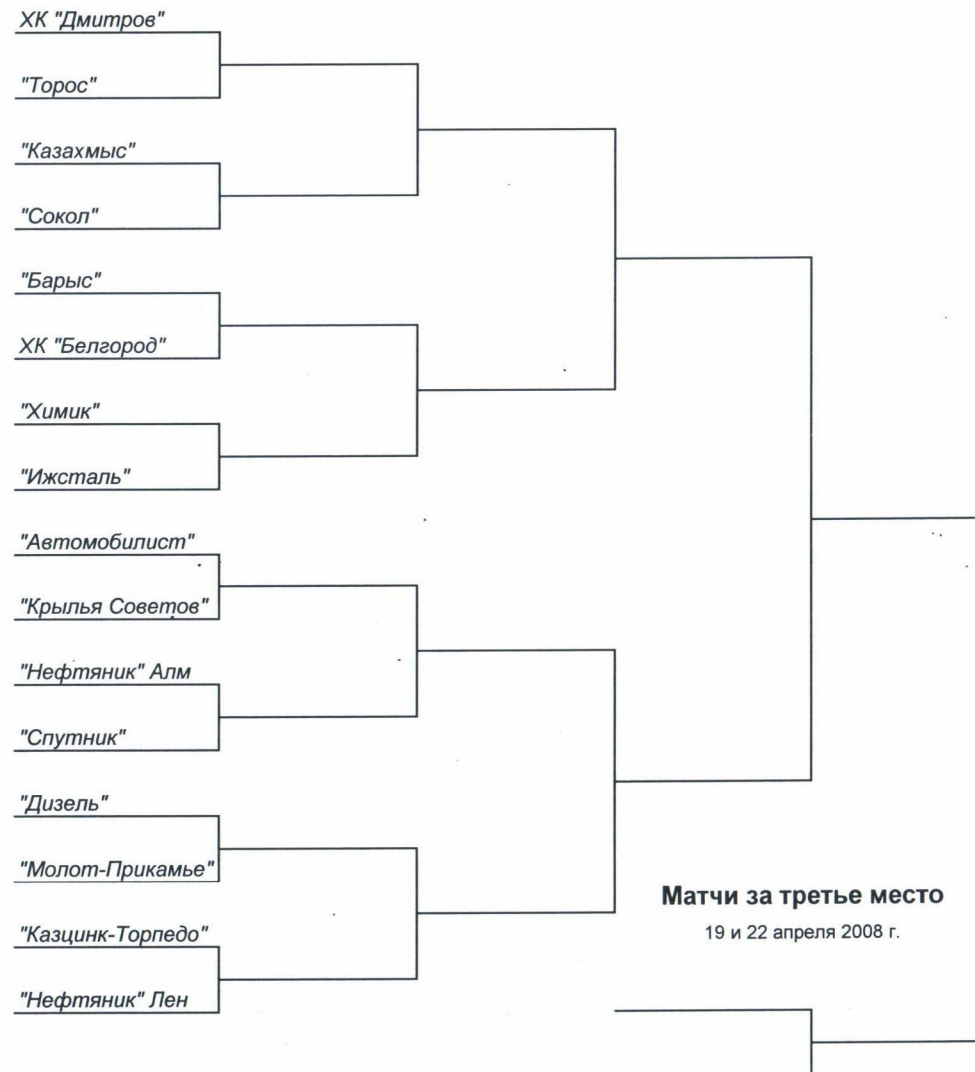 ХК "Дмитров"
"Торос"
"Казахмыс"
"Сокол"
"Барыс"
ХК "Белгород"
"Химик"
"Ижсталь"
"Автомобилист"
"Крылья Советов"
"Нефтяник" Алм
"Спутник"
"Дизель"
"Молот-Прикамье"
"Казцинк-Торпедо"
"Нефтяник" Лен
Матчи за третье место
19 и 22 апреля 2008 г.